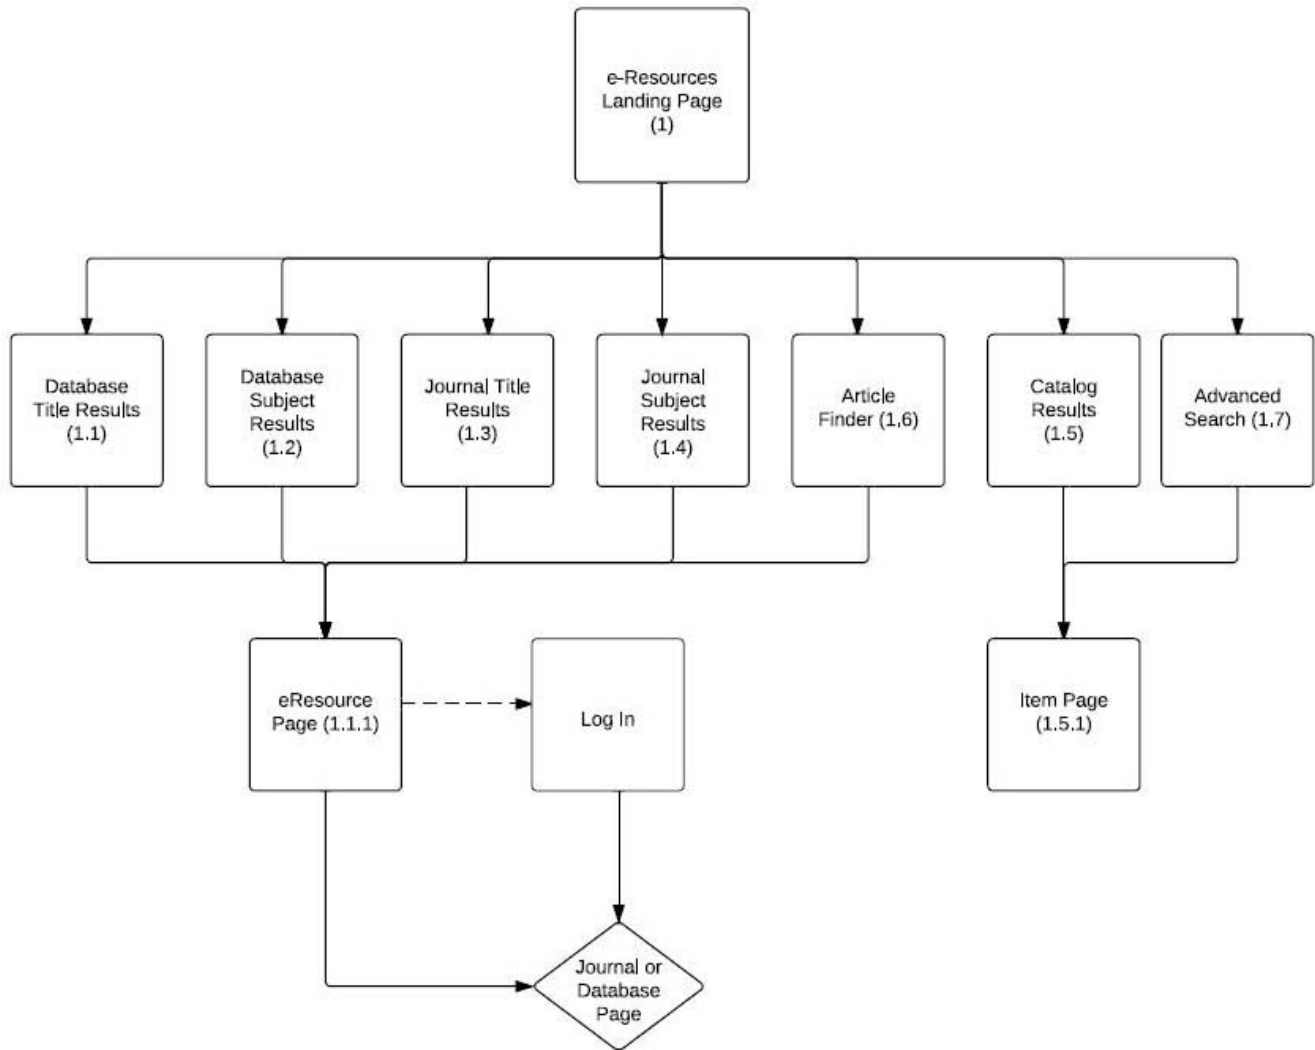 e-Resources
Landing Page
(1)
Database
Title Results
(1.1)
Database
Subject
Results
(1.2)
Journal Title
Results
(1.3)
Journal
Subject
Results
(1.4)
Article
Finder (1.6)
Catalog
Results
(1.5)
Advanced
Search (1.7)
eResource
Page (1.1.1)
Log In
Item Page
(1.5.1)
Journal or
Database
Page